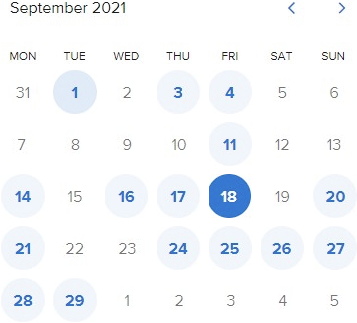 September 2021
MON TUE WED THU FRI SAT SUN
31 1 2 3 4 5 6
7 8 9 10 11 12 13
14 15 16 17 18 19 20
21 22 23 24 25 26 27
28 29 1 2 3 4 5